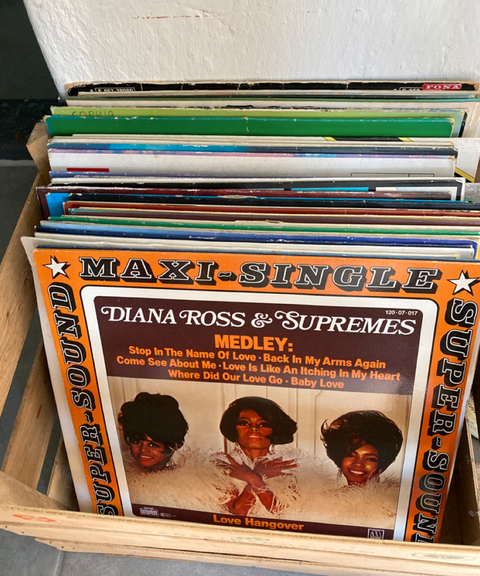 FONA
SOPHIA
MAXI-SINGLE
SUPER-SOUND
SUPER-SOUND
DIANA ROSS & SUPREMES
120·07·017
MEDLEY:
Stop In The Name Of Love · Back In My Arms Again
Come See About Me · Love Is Like An Itching In My Heart
Where Did Our Love Go · Baby Love
Love Hangover